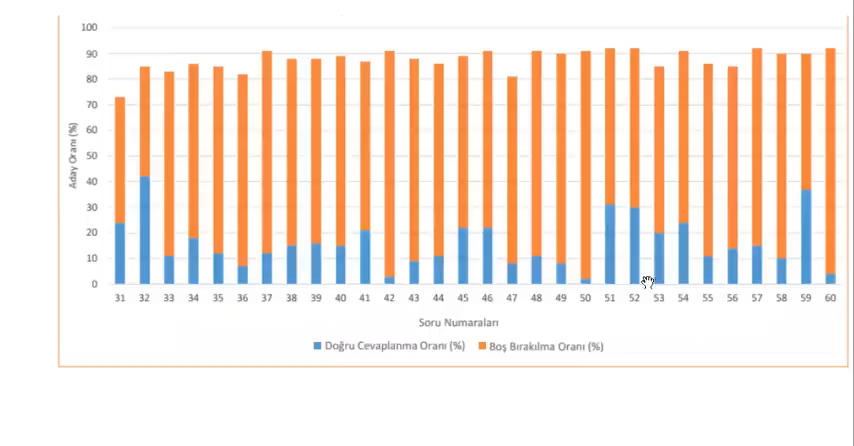 100
90
80
70
60
50
40
30
20
10
0
Aday Oranı (%)
31 32 33 34 35 36 37 38 39 40 41 42 43 44 45 46 47 48 49 50 51 52 53 54 55 56 57 58 59 60
Soru Numaraları
Doğru Cevaplanma Oranı (%) Boş Bırakılma Oranı (%)